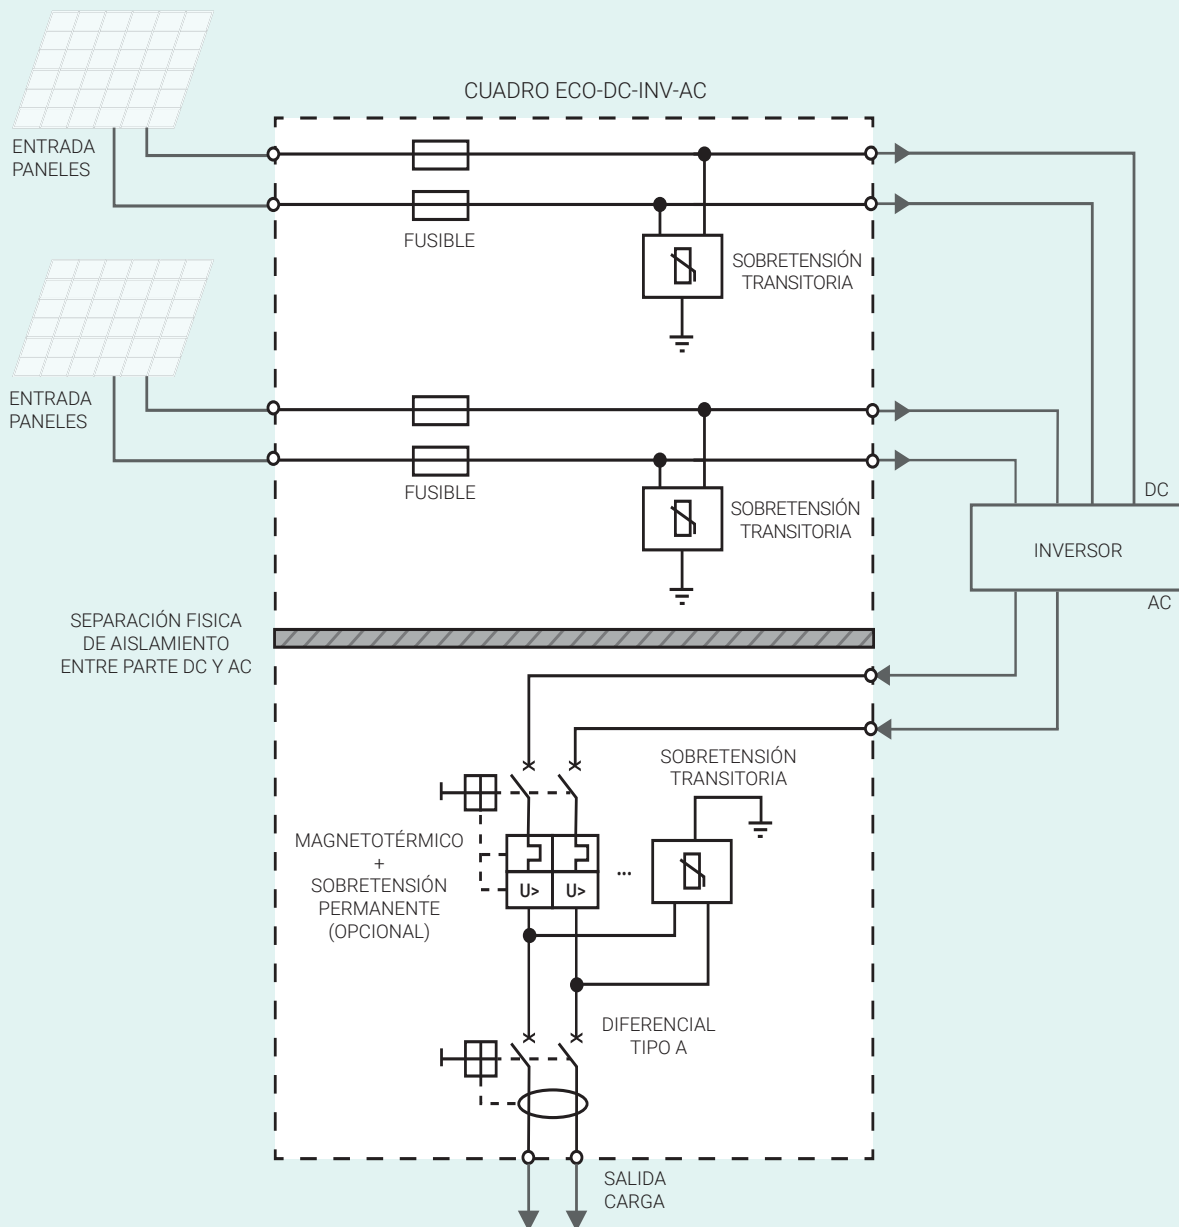 CUADRO ECO-DC-INV-AC
ENTRADA
PANELES
FUSIBLE
SOBRETENSIÓN
TRANSITORIA
ENTRADA
PANELES
FUSIBLE
SOBRETENSIÓN
TRANSITORIA
DC
INVERSOR
AC
SEPARACIÓN FISICA
DE AISLAMIENTO
ENTRE PARTE DC Y AC
SOBRETENSIÓN
TRANSITORIA
MAGNETOTÉRMICO
+
SOBRETENSIÓN
PERMANENTE
(OPCIONAL)
U> U>
...
DIFERENCIAL
TIPO A
SALIDA
CARGA